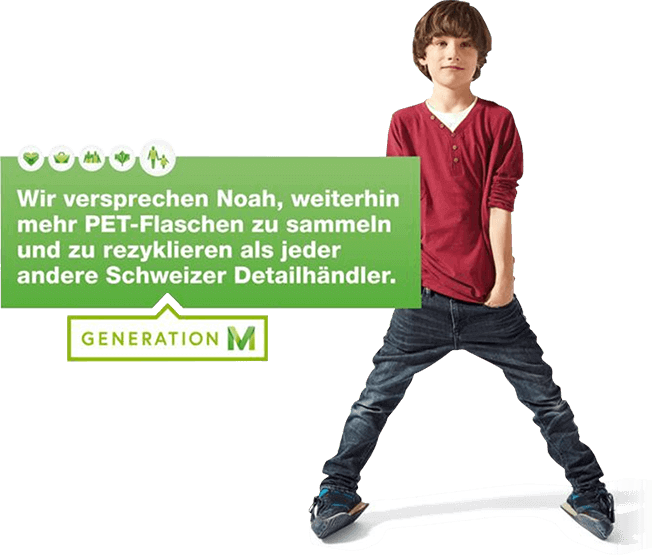 Wir versprechen Noah, weiterhin
mehr PET-Flaschen zu sammeln
und zu rezyklieren als jeder
andere Schweizer Detailhändler.
GENERATION M